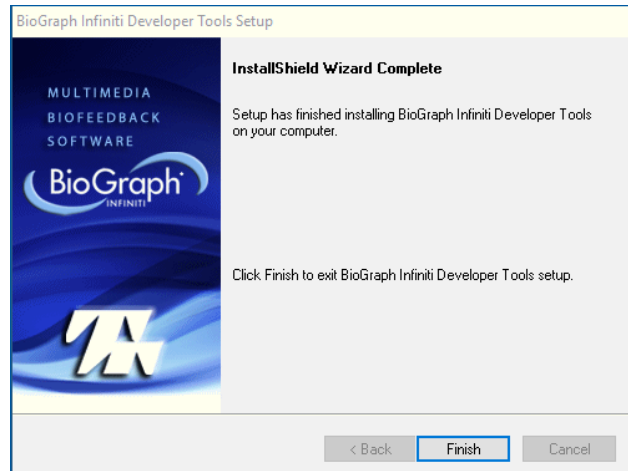 BioGraph Infiniti Developer Tools Setup
MULTIMEDIA
BIOFEEDBACK
SOFTWARE
BioGraph
INFINITI
InstallShield Wizard Complete
Setup has finished installing BioGraph Infiniti Developer Tools
on your computer.
Click Finish to exit BioGraph Infiniti Developer Tools setup.
< Back
Finish
Cancel